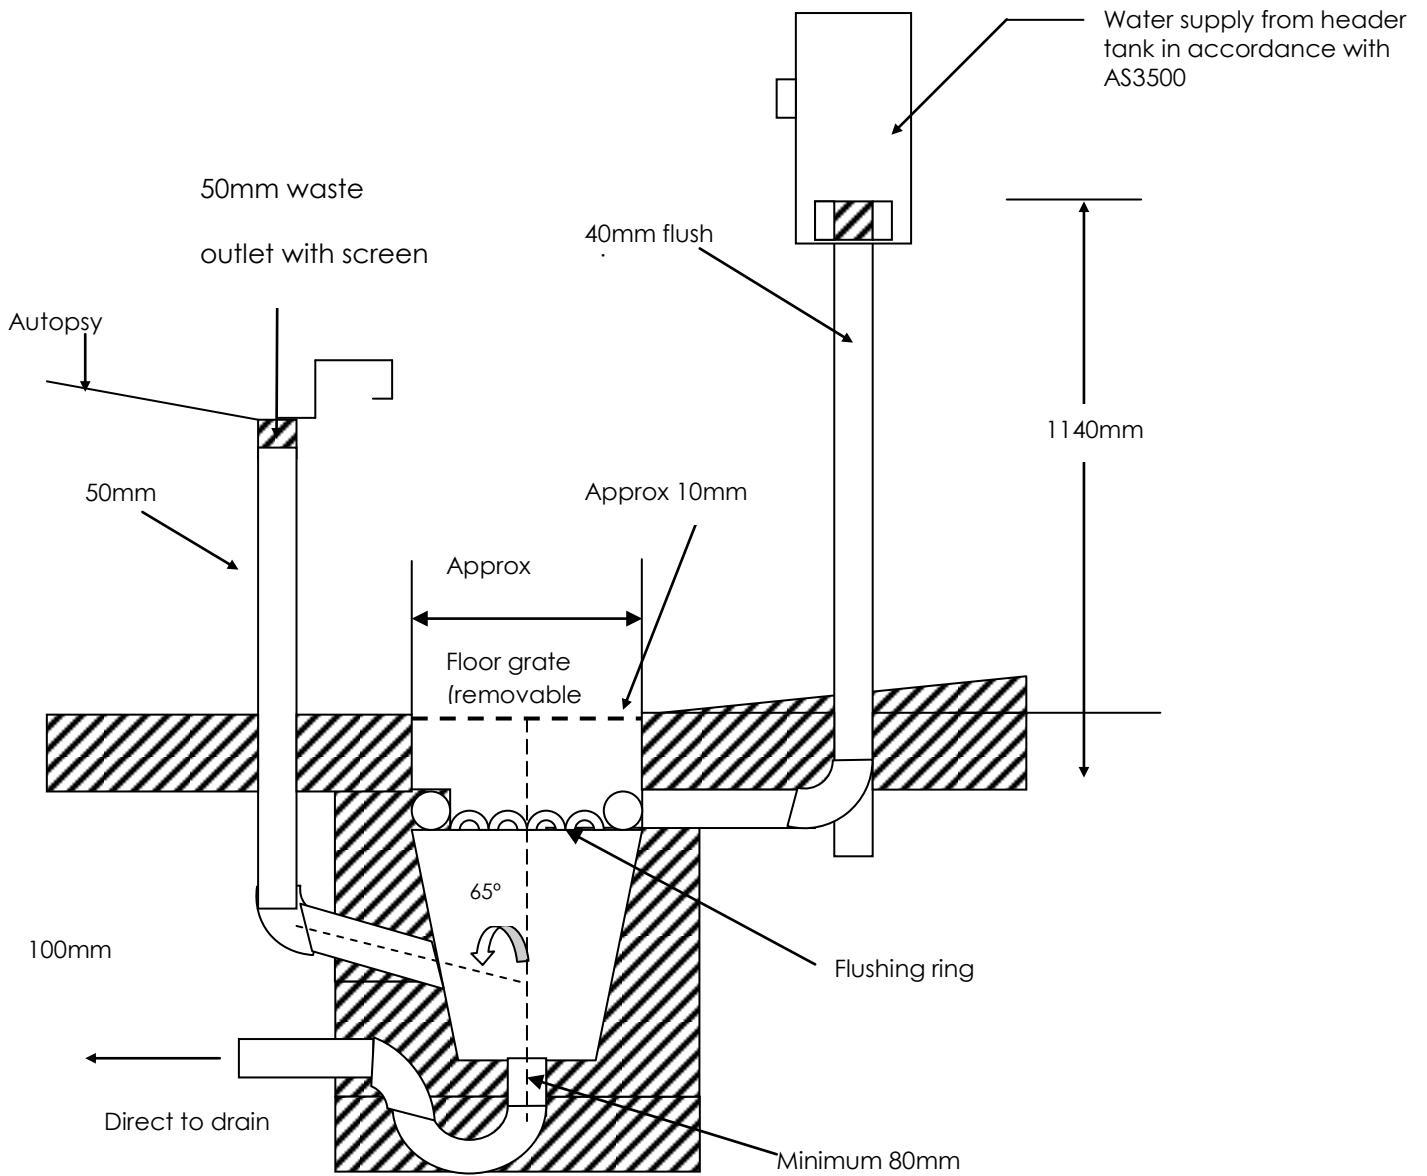 Water supply from header
tank in accordance with
AS3500
50mm waste
outlet with screen
40mm flush
Autopsy
1140mm
50mm
Approx 10mm
Approx
Floor grate
(removable
65º
100mm
Flushing ring
Direct to drain
Minimum 80mm